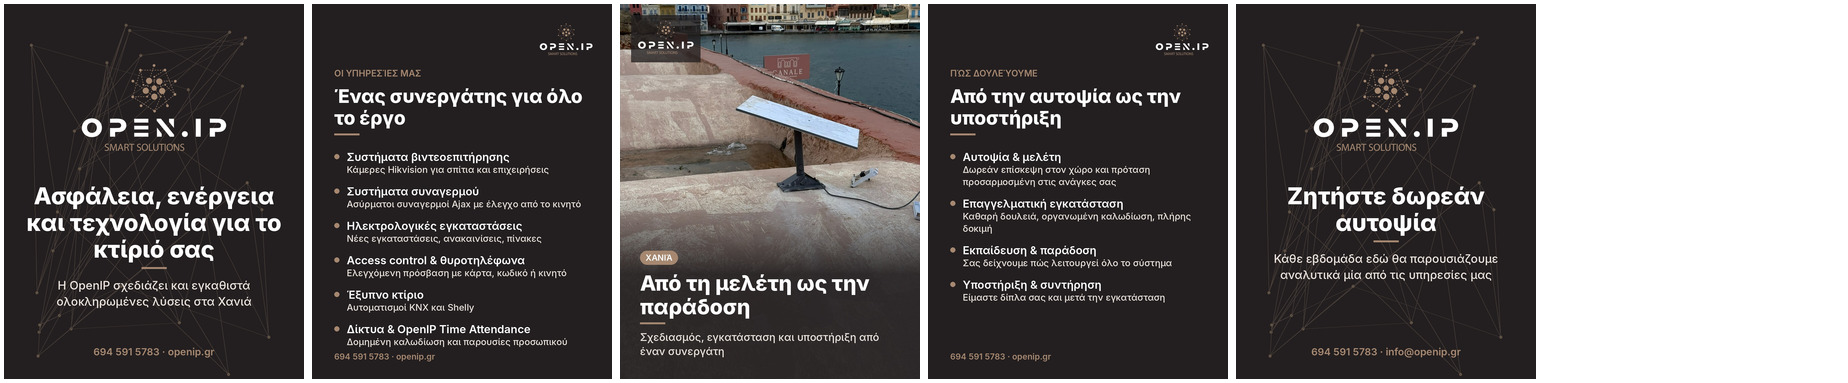 OPEN.IP
SMART SOLUTIONS
Ασφάλεια, ενέργεια
και τεχνολογία για το
κτίριό σας
Η OpenIP σχεδιάζει και εγκαθιστά
ολοκληρωμένες λύσεις στα Χανιά
694 591 5783 · openip.gr
OPEN.IP
SMART SOLUTIONS
ΟΙ ΥΠΗΡΕΣΊΕΣ ΜΑΣ
Ένας συνεργάτης για όλο
το έργο
Συστήματα βιντεοεπιτήρησης
Κάμερες Hikvision για σπίτια και επιχειρήσεις
Συστήματα συναγερμού
Ασύρματοι συναγερμοί Ajax με έλεγχο από το κινητό
Ηλεκτρολογικές εγκαταστάσεις
Νέες εγκαταστάσεις, ανακαινίσεις, πίνακες
Access control & θυροτηλέφωνα
Ελεγχόμενη πρόσβαση με κάρτα, κωδικό ή κινητό
Έξυπνο κτίριο
Αυτοματισμοί KNX και Shelly
Δίκτυα & OpenIP Time Attendance
Δομημένη καλωδίωση και παρουσίες προσωπικού
694 591 5783 · openip.gr
OPEN.IP
SMART SOLUTIONS
CANALE
ΧΑΝΙΆ
Από τη μελέτη ως την
παράδοση
Σχεδιασμός, εγκατάσταση και υποστήριξη από
έναν συνεργάτη
OPEN.IP
SMART SOLUTIONS
ΠΏΣ ΔΟΥΛΕΎΟΥΜΕ
Από την αυτοψία ως την
υποστήριξη
Αυτοψία & μελέτη
Δωρεάν επίσκεψη στον χώρο και πρόταση
προσαρμοσμένη στις ανάγκες σας
Επαγγελματική εγκατάσταση
Καθαρή δουλειά, οργανωμένη καλωδίωση, πλήρης
δοκιμή
Εκπαίδευση & παράδοση
Σας δείχνουμε πώς λειτουργεί όλο το σύστημα
Υποστήριξη & συντήρηση
Είμαστε δίπλα σας και μετά την εγκατάσταση
694 591 5783 · openip.gr
OPEN.IP
SMART SOLUTIONS
Ζητήστε δωρεάν
αυτοψία
Κάθε εβδομάδα εδώ θα παρουσιάζουμε
αναλυτικά μία από τις υπηρεσίες μας
694 591 5783 · info@openip.gr